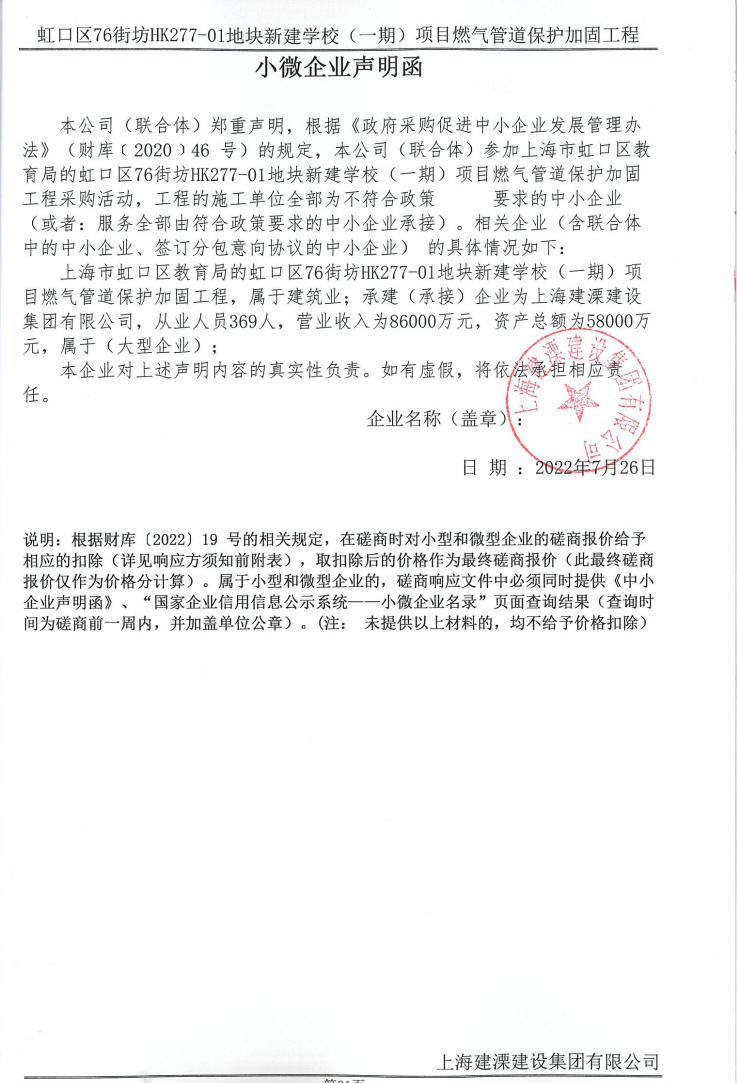 虹口区76街坊HK277-01地块新建学校（一期）项目燃气管道保护加固工程
小微企业声明函
本公司（联合体）郑重声明，根据《政府采购促进中小企业发展管理办
法》（财库﹝2020﹞46 号）的规定，本公司（联合体）参加上海市虹口区教
育局的虹口区76街坊HK277-01地块新建学校（一期）项目燃气管道保护加固
工程采购活动，工程的施工单位全部为不符合政策 要求的中小企业
（或者：服务全部由符合政策要求的中小企业承接）。相关企业（含联合体
中的中小企业、签订分包意向协议的中小企业） 的具体情况如下：
上海市虹口区教育局的虹口区76街坊HK277-01地块新建学校（一期）项
目燃气管道保护加固工程，属于建筑业；承建（承接）企业为上海建溧建设
集团有限公司，从业人员369人，营业收入为86000万元，资产总额为58000万
元，属于（大型企业）；
本企业对上述声明内容的真实性负责。如有虚假，将依法承担相应责
任。
企业名称（盖章）：
上海建溧建设集团有限公司
日 期 ：2022年7月26日
说明：根据财库〔2022〕19 号的相关规定，在磋商时对小型和微型企业的磋商报价给予
相应的扣除（详见响应方须知前附表），取扣除后的价格作为最终磋商报价（此最终磋商
报价仅作为价格分计算）。属于小型和微型企业的，磋商响应文件中必须同时提供《中小
企业声明函》、“国家企业信用信息公示系统——小微企业名录”页面查询结果（查询时
间为磋商前一周内，并加盖单位公章）。(注： 未提供以上材料的，均不给予价格扣除）
上海建溧建设集团有限公司